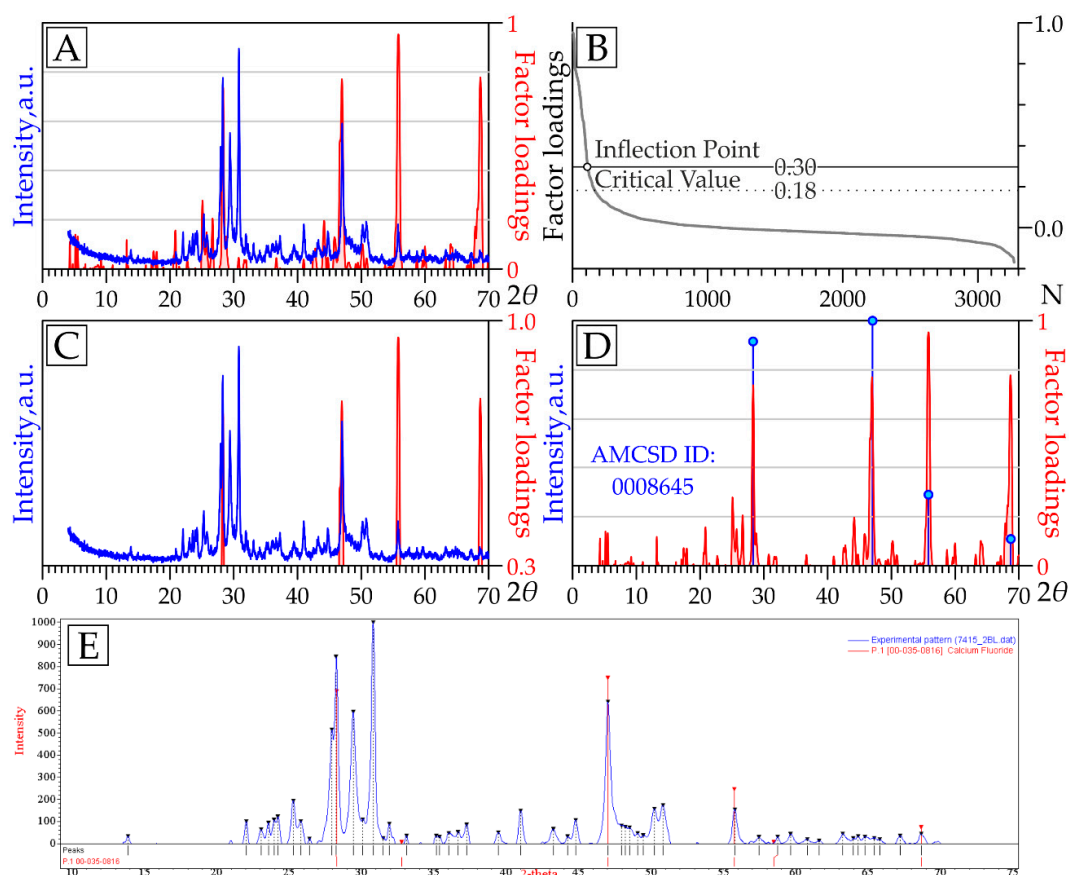 A
Intensity,a.u.
1
Factor loadings
0
0 10 20 30 40 50 60 70 2θ
B
Factor loadings
1.0
Inflection Point
0.30
Critical Value
0.18
0.0
0 1000 2000 3000 N
C
Intensity,a.u.
1.0
Factor loadings
0.3
0 10 20 30 40 50 60 70 2θ
D
Intensity,a.u.
AMCSD ID:
0008645
1
Factor loadings
0
0 10 20 30 40 50 60 70 2θ
E
Experimental pattern (7415_2BL.dat)
P.1 [00-035-0816] Calcium Fluoride
Intensity
1000
900
800
700
600
500
400
300
200
100
0
Peaks
P.1 00-035-0816
10 15 20 25 30 35 40 45 50 55 60 65 70 75
2-theta